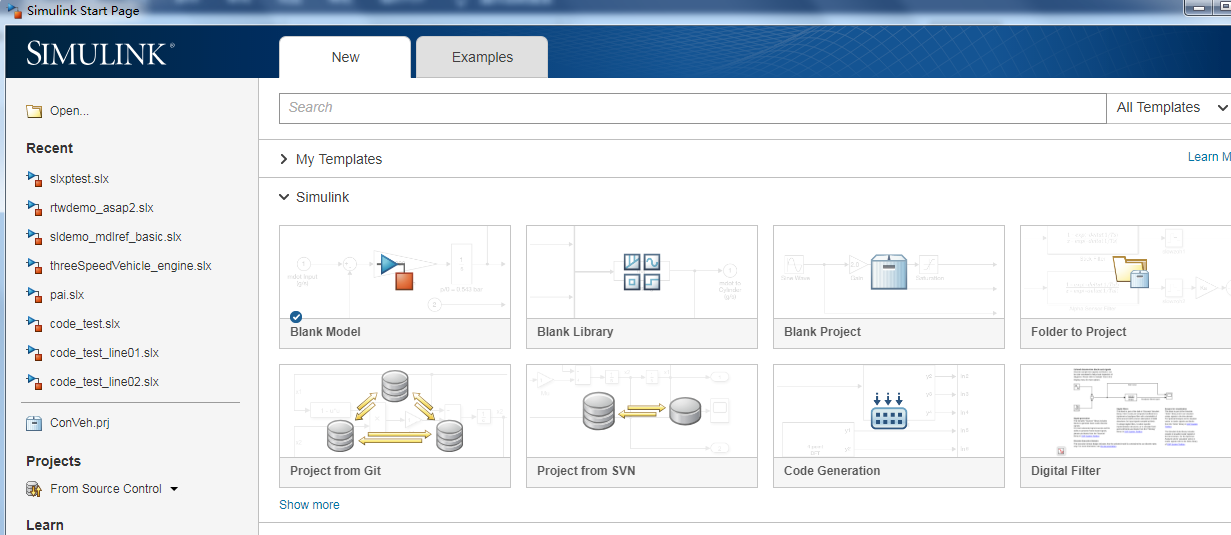 Simulink Start Page
SIMULINK®
New
Examples
Open...
Recent
slxptest.slx
rtwdemo_asap2.slx
sldemo_mdlref_basic.slx
threeSpeedVehicle_engine.slx
pai.slx
code_test.slx
code_test_line01.slx
code_test_line02.slx
ConVeh.prj
Projects
From Source Control
Learn
Search
All Templates
My Templates
Learn M
Simulink
Blank Model
Blank Library
Blank Project
Folder to Project
Project from Git
Project from SVN
Code Generation
Digital Filter
Show more